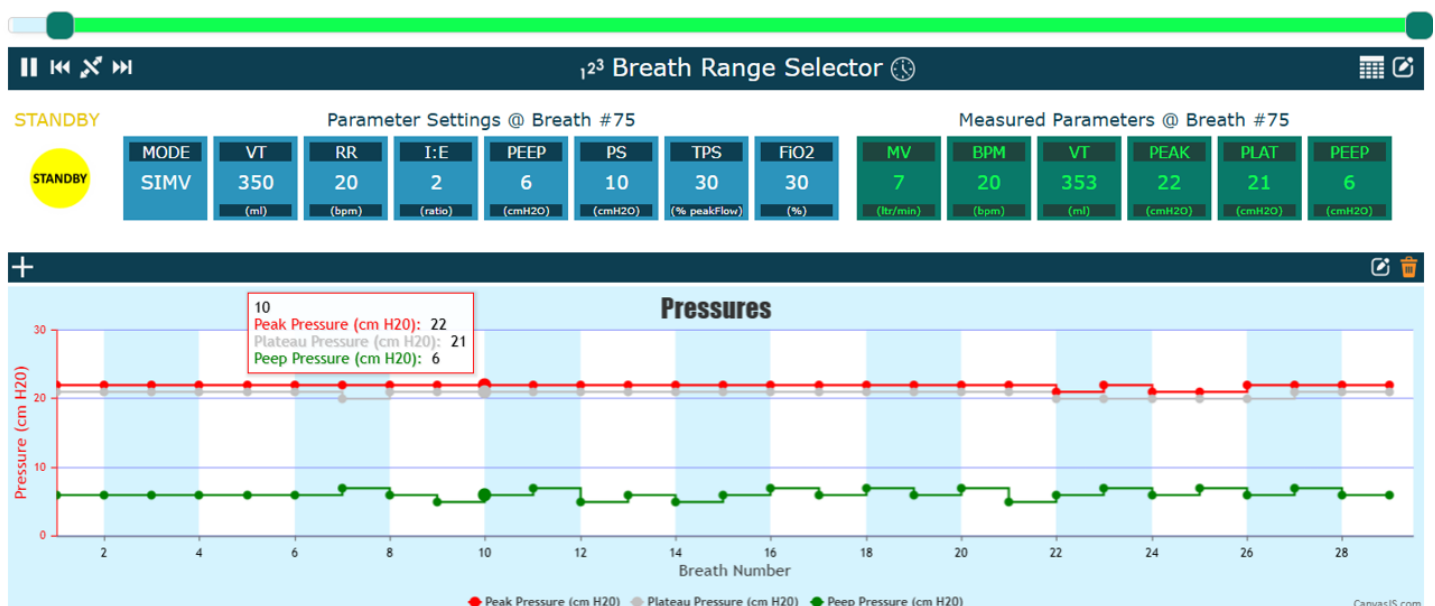 123 Breath Range Selector
STANDBY
Parameter Settings @ Breath #75
Measured Parameters @ Breath #75
STANDBY
MODE VT RR I:E PEEP PS TPS FiO2 MV BPM VT PEAK PLAT PEEP
SIMV 350 20 2 6 10 30 30 7 20 353 22 21 6
(ml) (bpm) (ratio) (cmH2O) (cmH2O) (% peakFlow) (%) (ltr/min) (bpm) (ml) (cmH2O) (cmH2O) (cmH2O)
Pressures
10
Peak Pressure (cm H20): 22
Plateau Pressure (cm H20): 21
Peep Pressure (cm H20): 6
Pressure (cm H20)
30
20
10
0
2 4 6 8 10 12 14 16 18 20 22 24 26 28
Breath Number
Peak Pressure (cm H20) Plateau Pressure (cm H20) Peep Pressure (cm H20)
CanvasJS.com